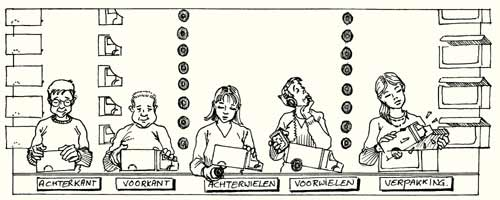 ACHTERKANT
VOORKANT
ACHTERWIELEN
VOORWIELEN
VERPAKKING